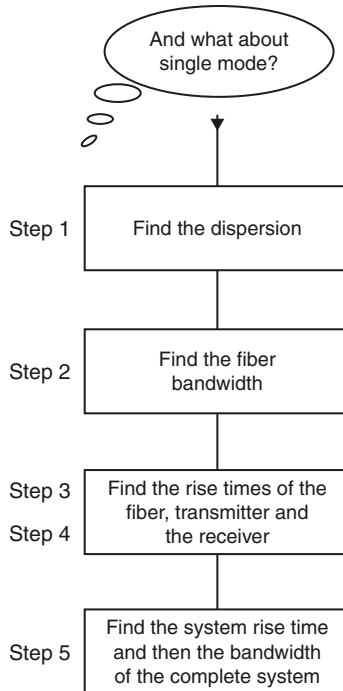 And what about
single mode?
Step 1
Find the dispersion
Step 2
Find the fiber
bandwidth
Step 3
Step 4
Find the rise times of the
fiber, transmitter and
the receiver
Step 5
Find the system rise time
and then the bandwidth
of the complete system